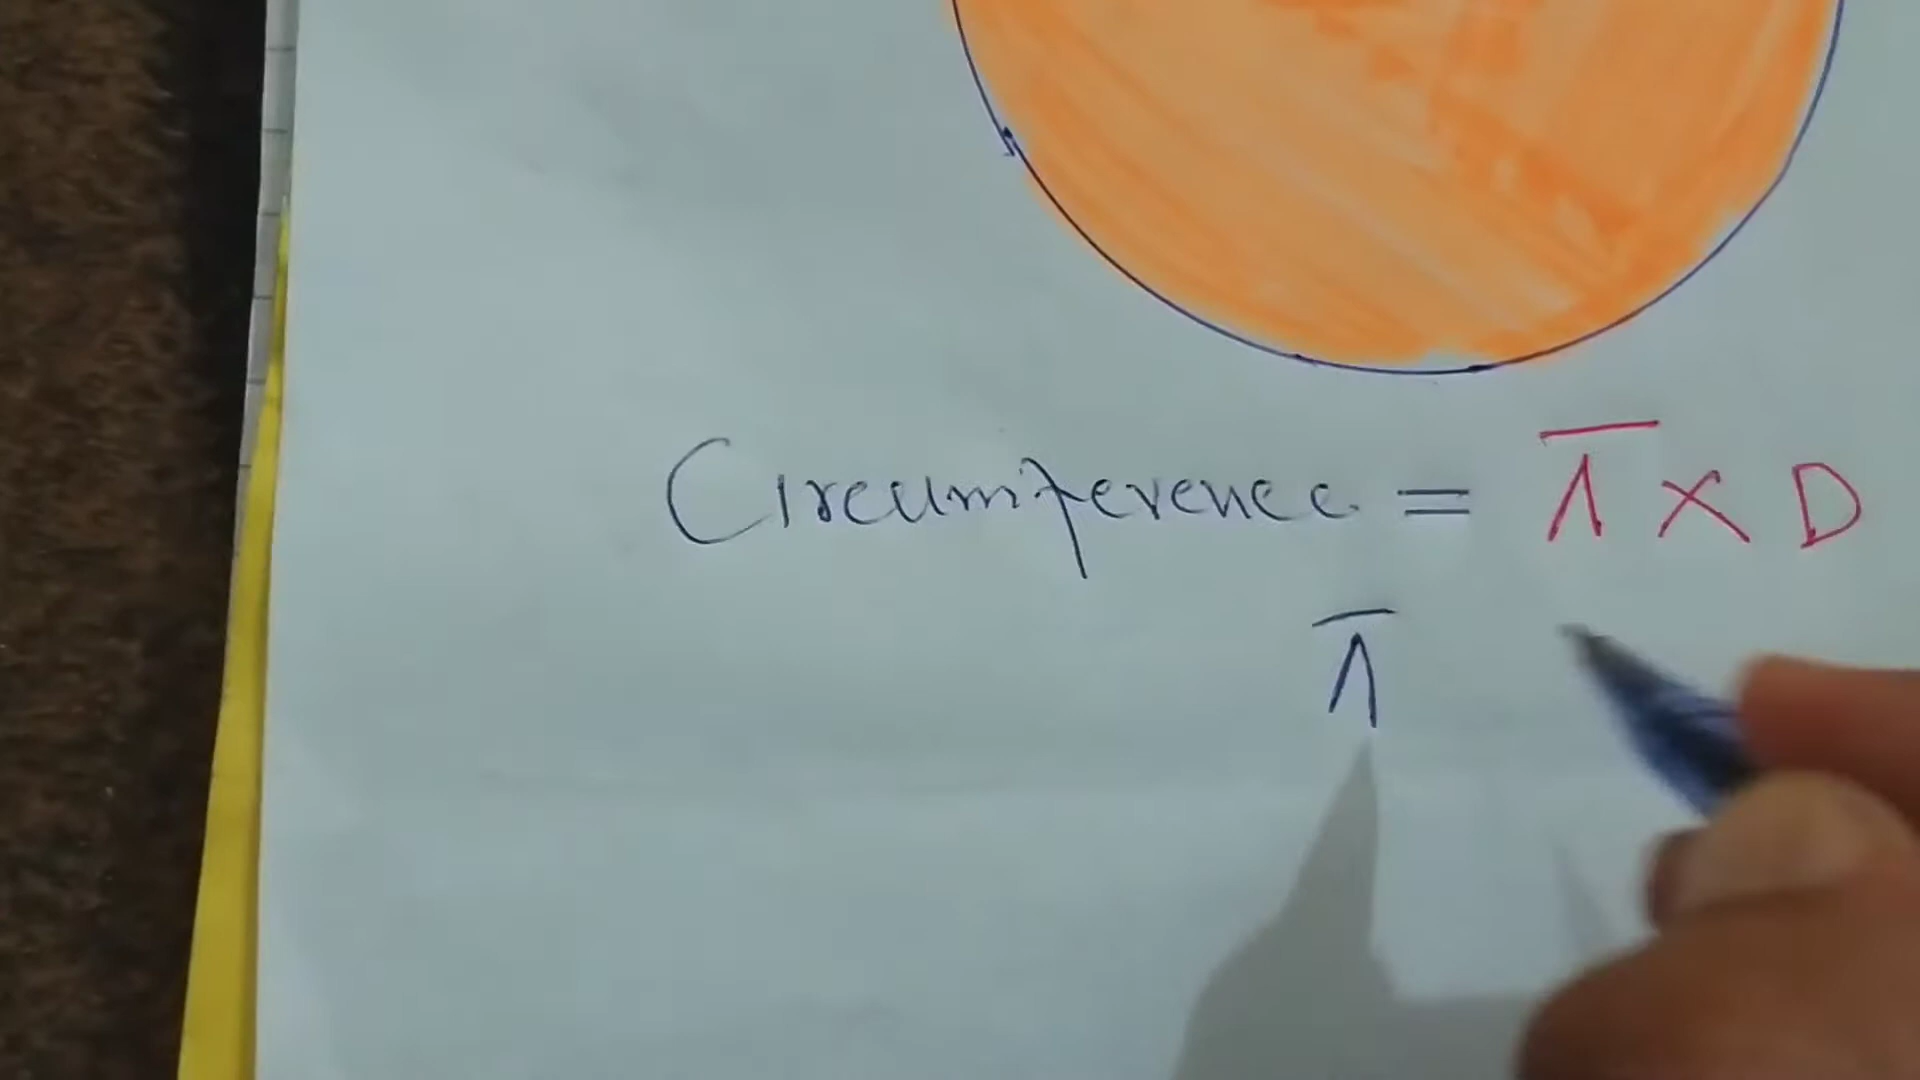 Circumference = π × D
π